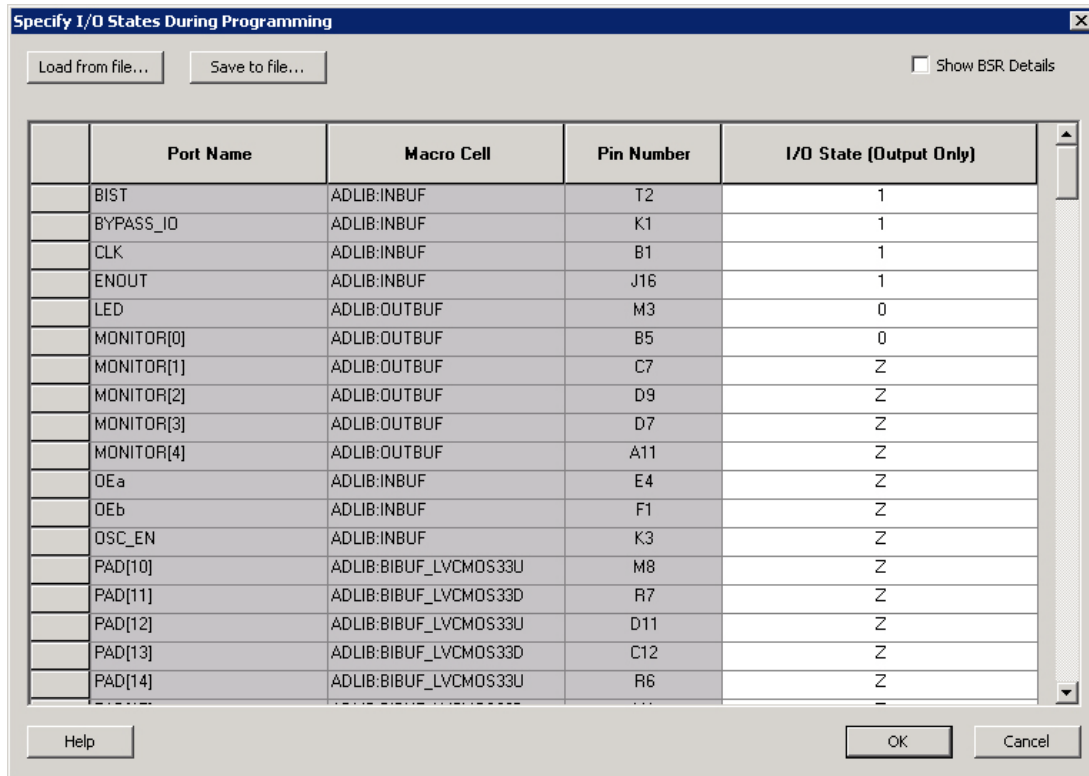 Specify I/O States During Programming
Load from file... Save to file... Show BSR Details
Port Name Macro Cell Pin Number I/O State (Output Only)
BIST ADLIB:INBUF T2 1
BYPASS_IO ADLIB:INBUF K1 1
CLK ADLIB:INBUF B1 1
ENOUT ADLIB:INBUF J16 1
LED ADLIB:OUTBUF M3 0
MONITOR[0] ADLIB:OUTBUF B5 0
MONITOR[1] ADLIB:OUTBUF C7 Z
MONITOR[2] ADLIB:OUTBUF D9 Z
MONITOR[3] ADLIB:OUTBUF D7 Z
MONITOR[4] ADLIB:OUTBUF A11 Z
OEa ADLIB:INBUF E4 Z
OEb ADLIB:INBUF F1 Z
OSC_EN ADLIB:INBUF K3 Z
PAD[10] ADLIB:BIBUF_LVCMOS33U M8 Z
PAD[11] ADLIB:BIBUF_LVCMOS33D R7 Z
PAD[12] ADLIB:BIBUF_LVCMOS33U D11 Z
PAD[13] ADLIB:BIBUF_LVCMOS33D C12 Z
PAD[14] ADLIB:BIBUF_LVCMOS33U R6 Z
Help OK Cancel